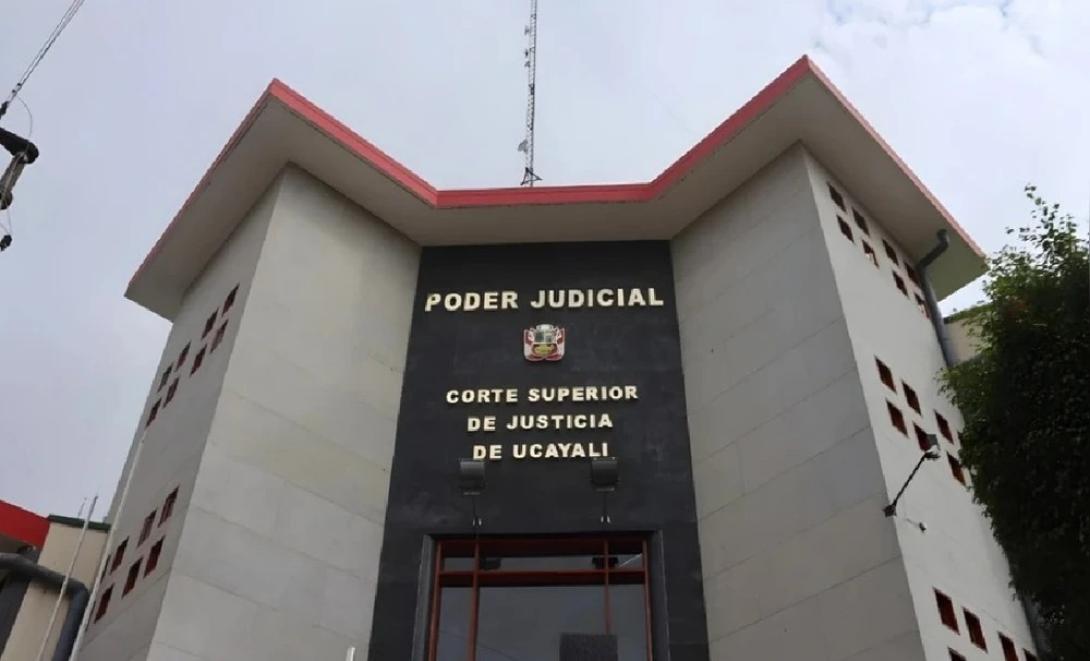 PODER JUDICIAL
CORTE SUPERIOR
DE JUSTICIA
DE UCAYALI